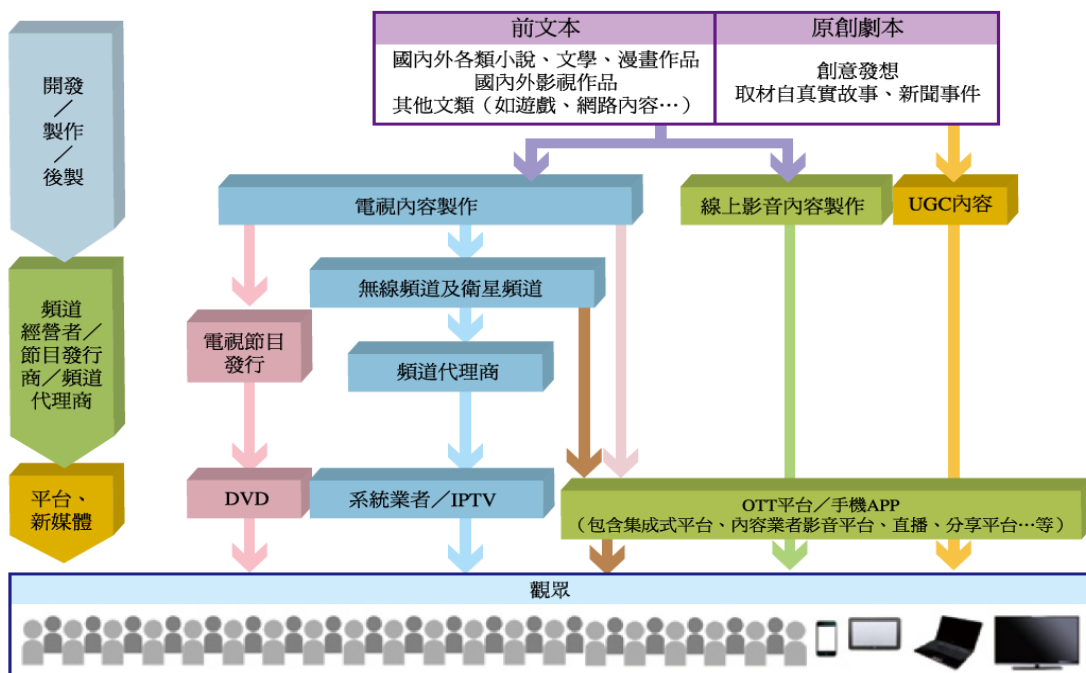 前文本
原創劇本
國內外各類小說、文學、漫畫作品
國內外影視作品
其他文類（如遊戲、網路內容…）
創意發想
取材自真實故事、新聞事件
開發
／
製作
／
後製
電視內容製作
線上影音內容製作
UGC內容
頻道
經營者／
節目發行
商／頻道
代理商
無線頻道及衛星頻道
電視節目
發行
頻道代理商
平台、
新媒體
DVD
系統業者／IPTV
OTT平台／手機APP
（包含集成式平台、內容業者影音平台、直播、分享平台…等）
觀眾